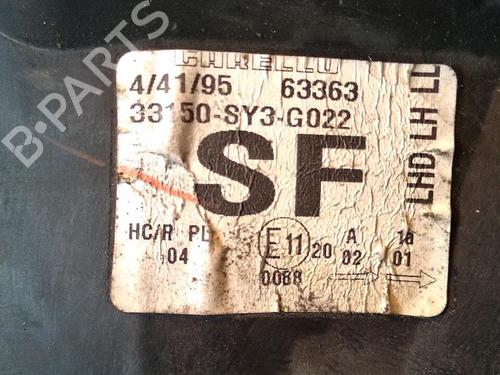 CARELLO
4/41/95 63363
33150-SY3-G022
SF
LHD LH
HC/R PL E11 20 A 1a
04 02 01
0088
B-PARTS